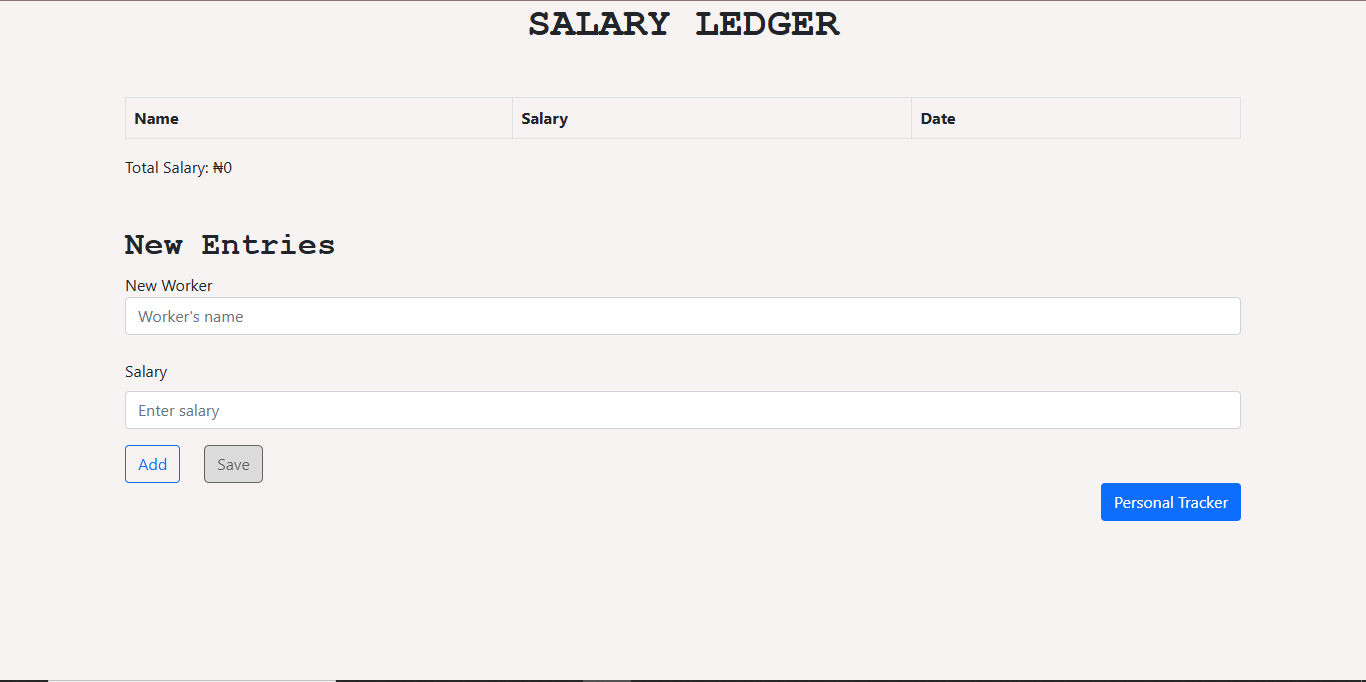 SALARY LEDGER
Name Salary Date
Total Salary: ₦0
New Entries
New Worker
Worker's name
Salary
Enter salary
Add Save
Personal Tracker